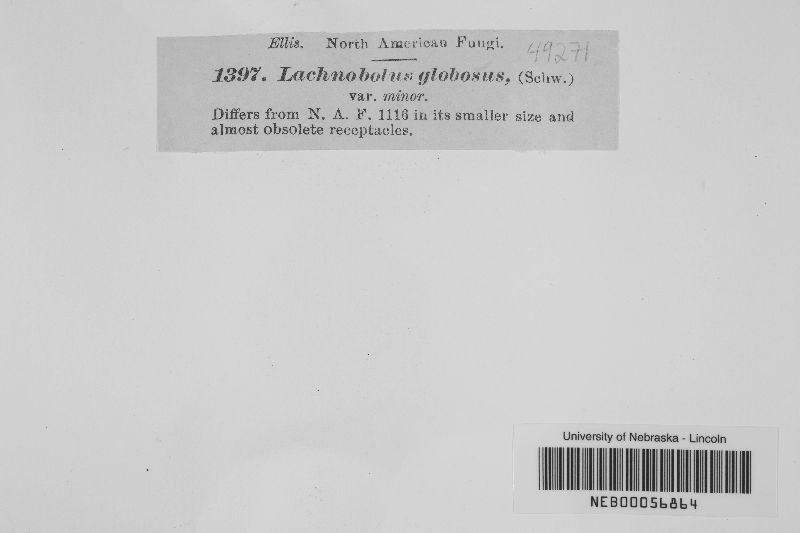 Ellis. North American Fungi. 49271
1397. Lachnobolus globosus, (Schw.)
var. minor.
Differs from N. A. F. 1116 in its smaller size and
almost obsolete receptacles.
University of Nebraska - Lincoln
NEB00056864